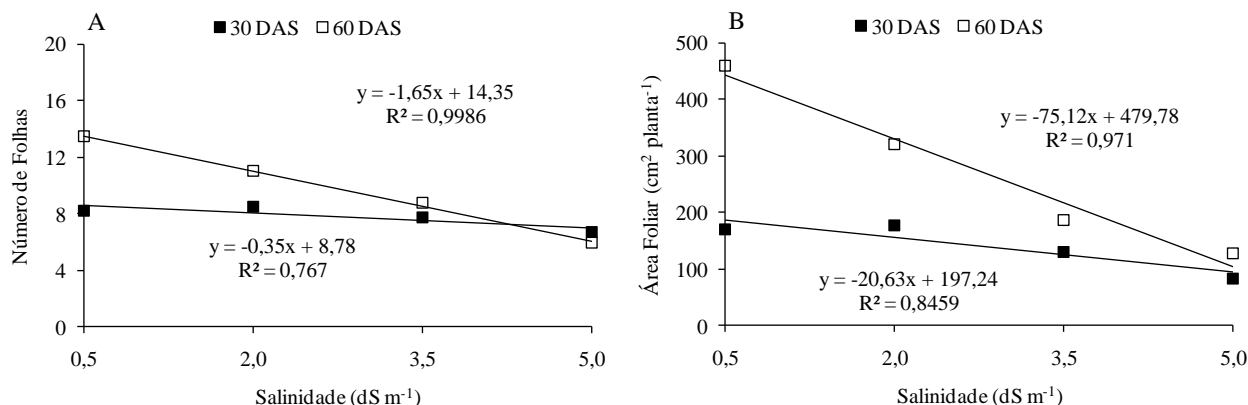 A
■ 30 DAS □ 60 DAS
20
16
12
8
4
0
Número de Folhas
y = -1,65x + 14,35
R² = 0,9986
y = -0,35x + 8,78
R² = 0,767
0,5 2,0 3,5 5,0
Salinidade (dS m⁻¹)
B
■ 30 DAS □ 60 DAS
500
400
300
200
100
0
Área Foliar (cm² planta⁻¹)
y = -75,12x + 479,78
R² = 0,971
y = -20,63x + 197,24
R² = 0,8459
0,5 2,0 3,5 5,0
Salinidade (dS m⁻¹)